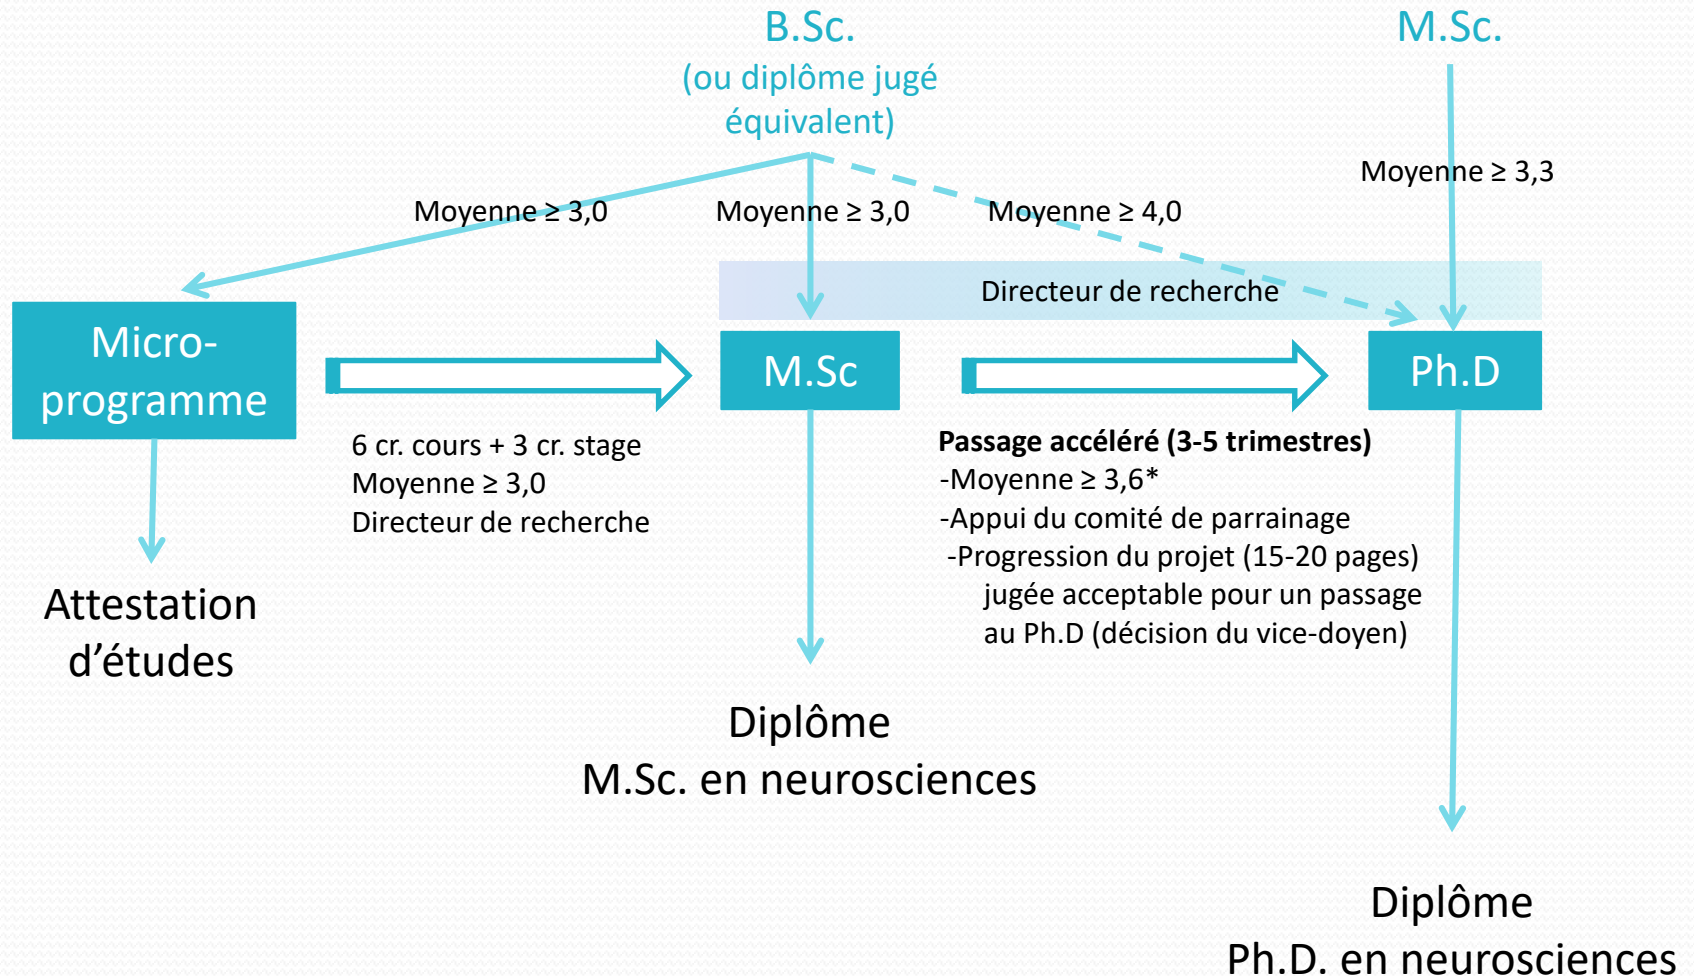 B.Sc.
(ou diplôme jugé
équivalent)
M.Sc.
Moyenne ≥ 3,3
Moyenne ≥ 3,0
Moyenne ≥ 3,0
Moyenne ≥ 4,0
Directeur de recherche
Micro-
programme
M.Sc
Ph.D
6 cr. cours + 3 cr. stage
Moyenne ≥ 3,0
Directeur de recherche
Passage accéléré (3-5 trimestres)
-Moyenne ≥ 3,6*
-Appui du comité de parrainage
-Progression du projet (15-20 pages)
jugée acceptable pour un passage
au Ph.D (décision du vice-doyen)
Attestation
d’études
Diplôme
M.Sc. en neurosciences
Diplôme
Ph.D. en neurosciences